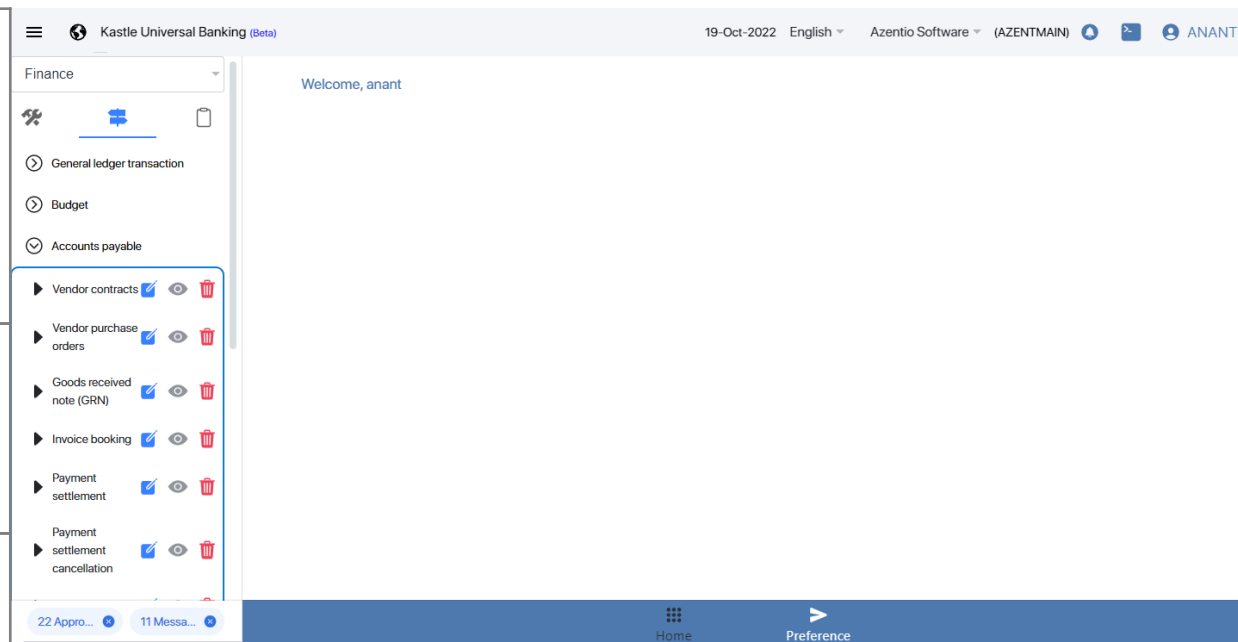 Kastle Universal Banking (Beta)
19-Oct-2022 English Azentio Software (AZENTMAIN) ANANT
Finance
Welcome, anant
General ledger transaction
Budget
Accounts payable
Vendor contracts
Vendor purchase
orders
Goods received
note (GRN)
Invoice booking
Payment
settlement
Payment
settlement
cancellation
22 Appro...
11 Messa...
Home
Preference